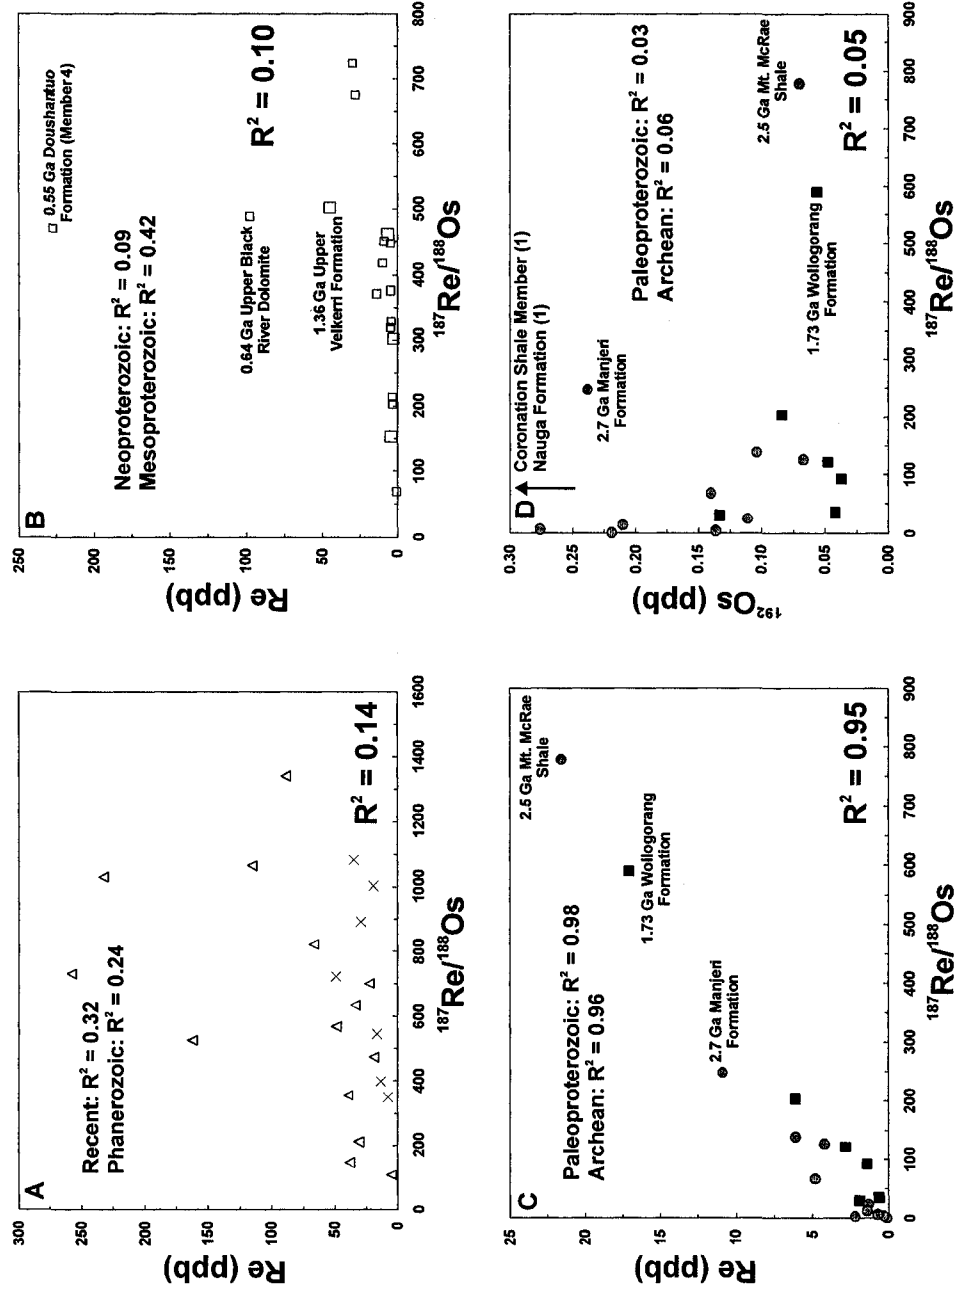 A
Recent: R² = 0.32
Phanerozoic: R² = 0.24
R² = 0.14
Re (ppb)
250
200
150
100
50
0
0
200
400
600
800
1000
1200
1400
1600
¹⁸⁷Re/¹⁸⁸Os
B
0.55 Ga Doushantuo
Formation (Member 4)
Neoproterozoic: R² = 0.09
Mesoproterozoic: R² = 0.42
0.64 Ga Upper Black
River Dolomite
1.36 Ga Upper
Velkerri Formation
R² = 0.10
Re (ppb)
250
200
150
100
50
0
0
100
200
300
400
500
600
700
800
¹⁸⁷Re/¹⁸⁸Os
C
2.5 Ga Mt. McRae
Shale
Paleoproterozoic: R² = 0.98
Archean: R² = 0.96
1.73 Ga Wollogorang
Formation
2.7 Ga Manjeri
Formation
R² = 0.95
Re (ppb)
25
20
15
10
5
0
0
100
200
300
400
500
600
700
800
900
¹⁸⁷Re/¹⁸⁸Os
D
Coronation Shale Member (1)
Nauga Formation (1)
2.7 Ga Manjeri
Formation
Paleoproterozoic: R² = 0.03
Archean: R² = 0.06
2.5 Ga Mt. McRae
Shale
1.73 Ga Wollogorang
Formation
R² = 0.05
¹⁹²Os (ppb)
0.30
0.25
0.20
0.15
0.10
0.05
0.00
0
100
200
300
400
500
600
700
800
900
¹⁸⁷Re/¹⁸⁸Os